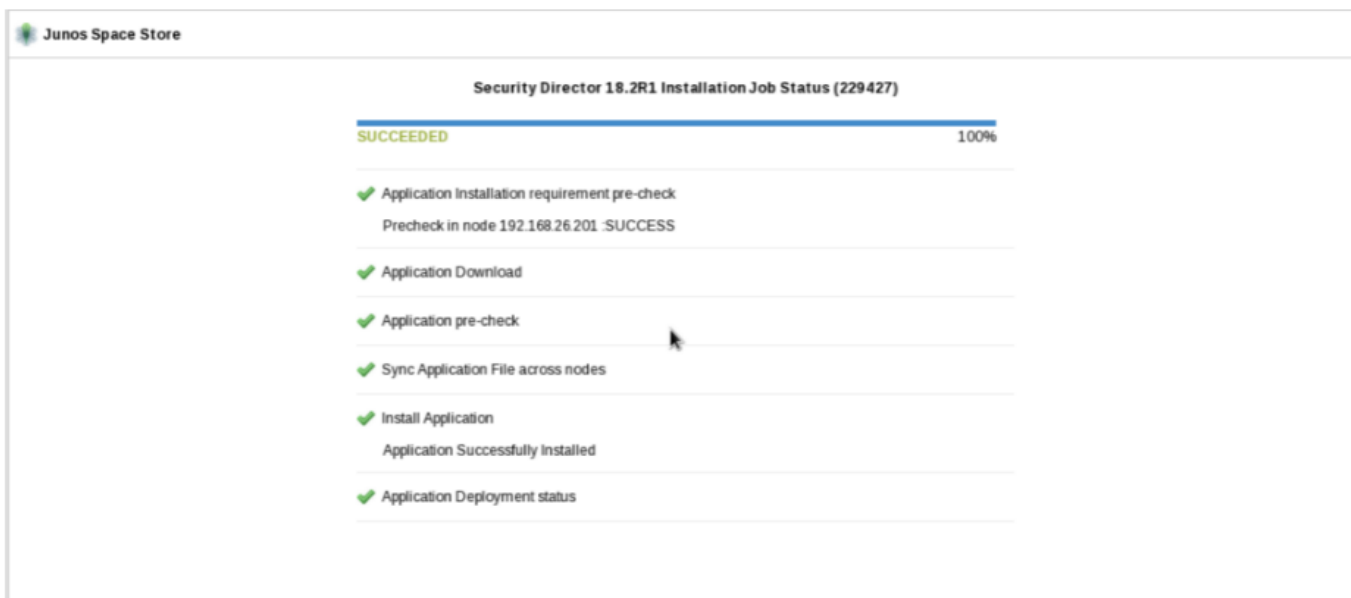 Junos Space Store
Security Director 18.2R1 Installation Job Status (229427)
SUCCEEDED 100%
Application Installation requirement pre-check
Precheck in node 192.168.26.201 :SUCCESS
Application Download
Application pre-check
Sync Application File across nodes
Install Application
Application Successfully Installed
Application Deployment status